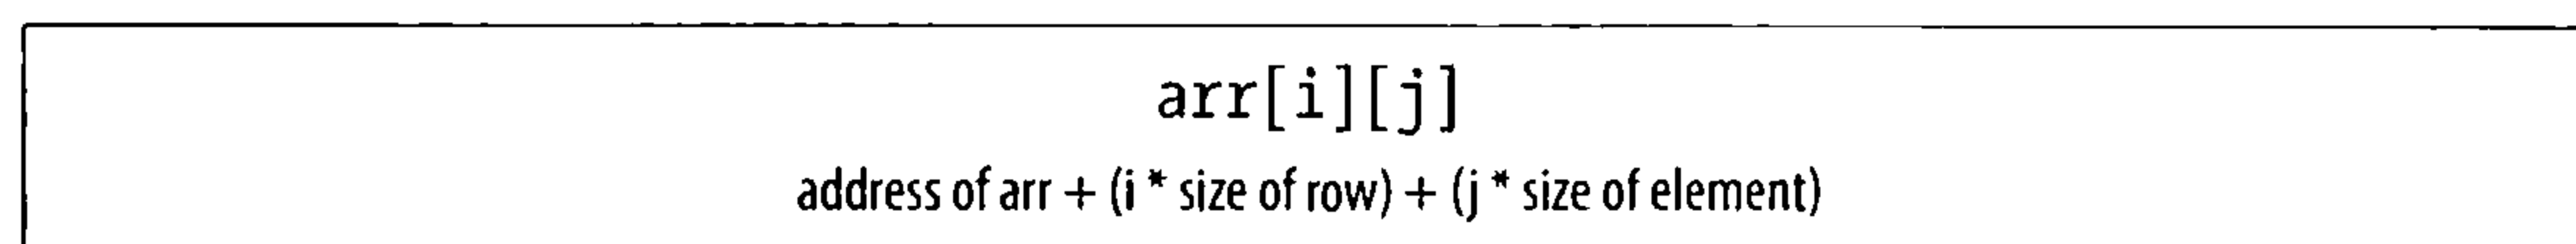 arr[i][j]
address of arr + (i * size of row) + (j * size of element)